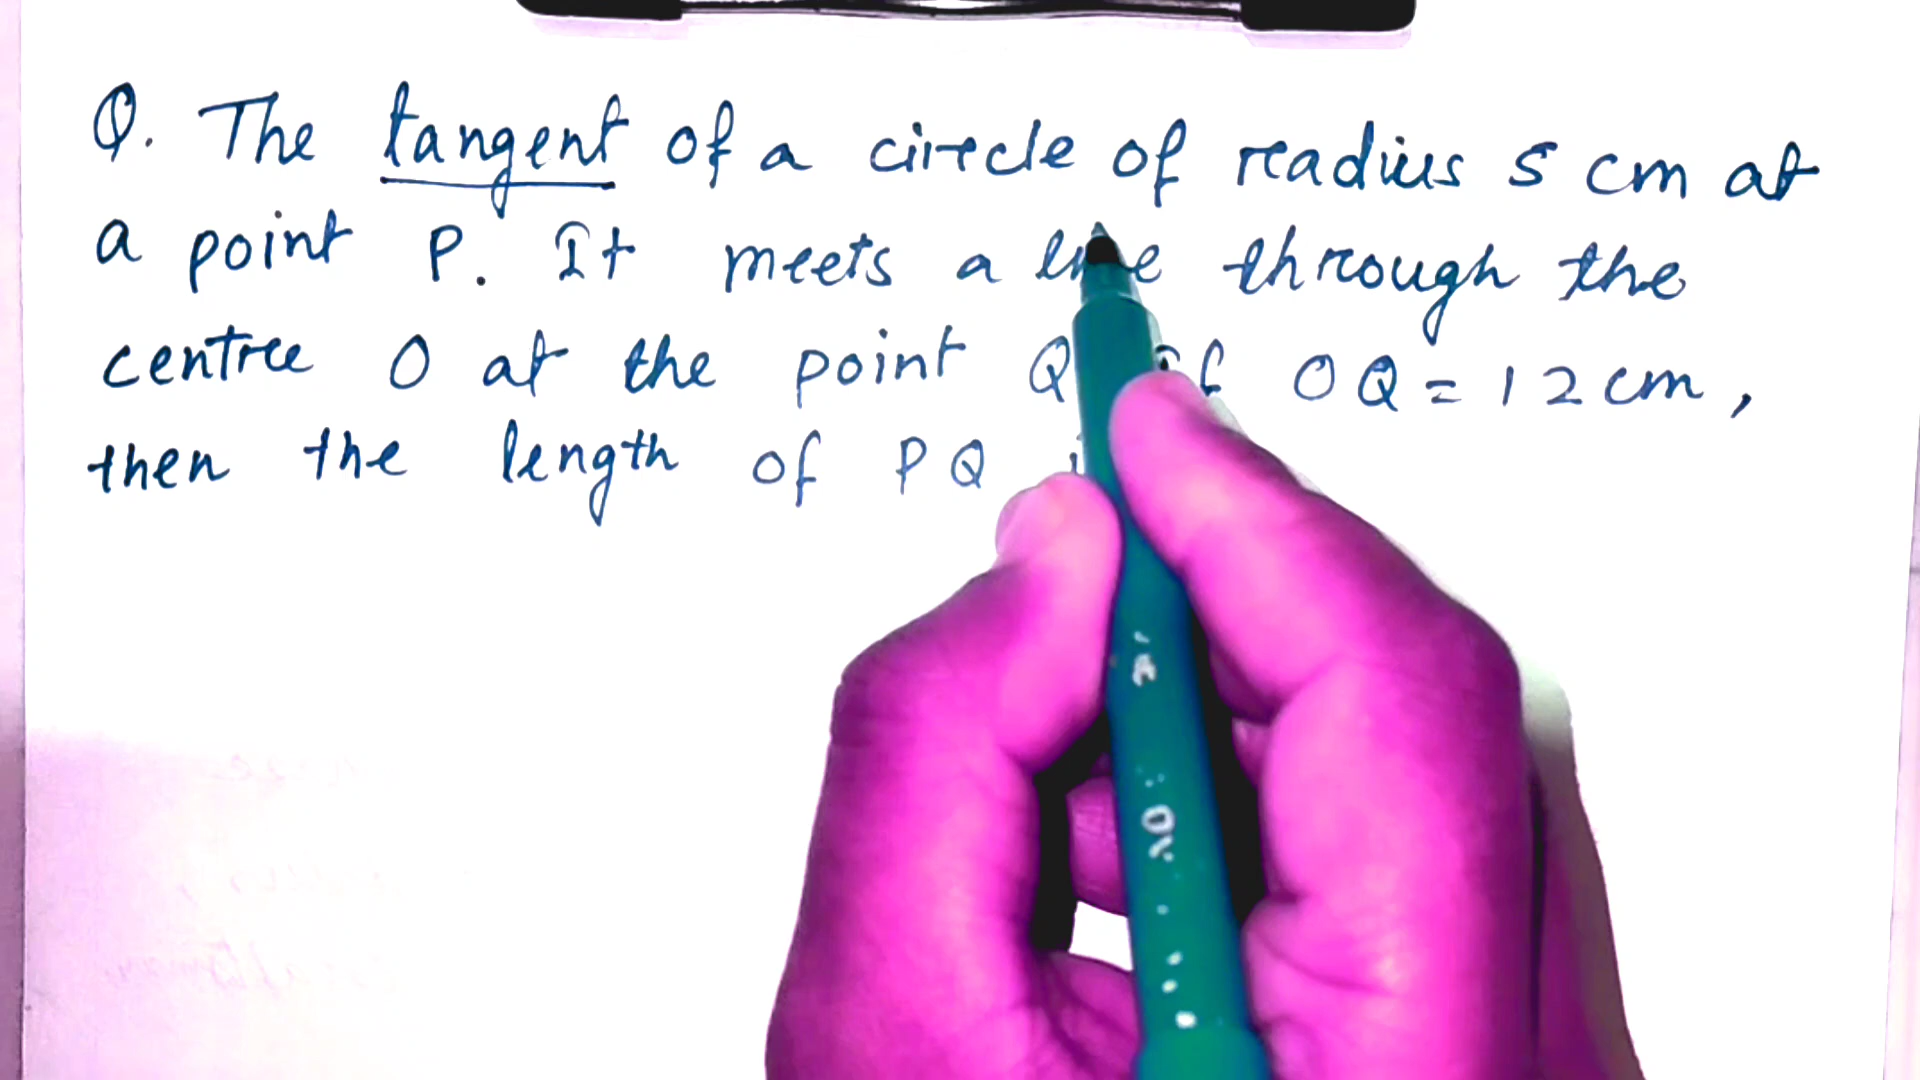 Q. The tangent of a circle of radius 5 cm at
a point P. It meets a line through the
centre O at the point Q If OQ = 12 cm,
then the length of PQ